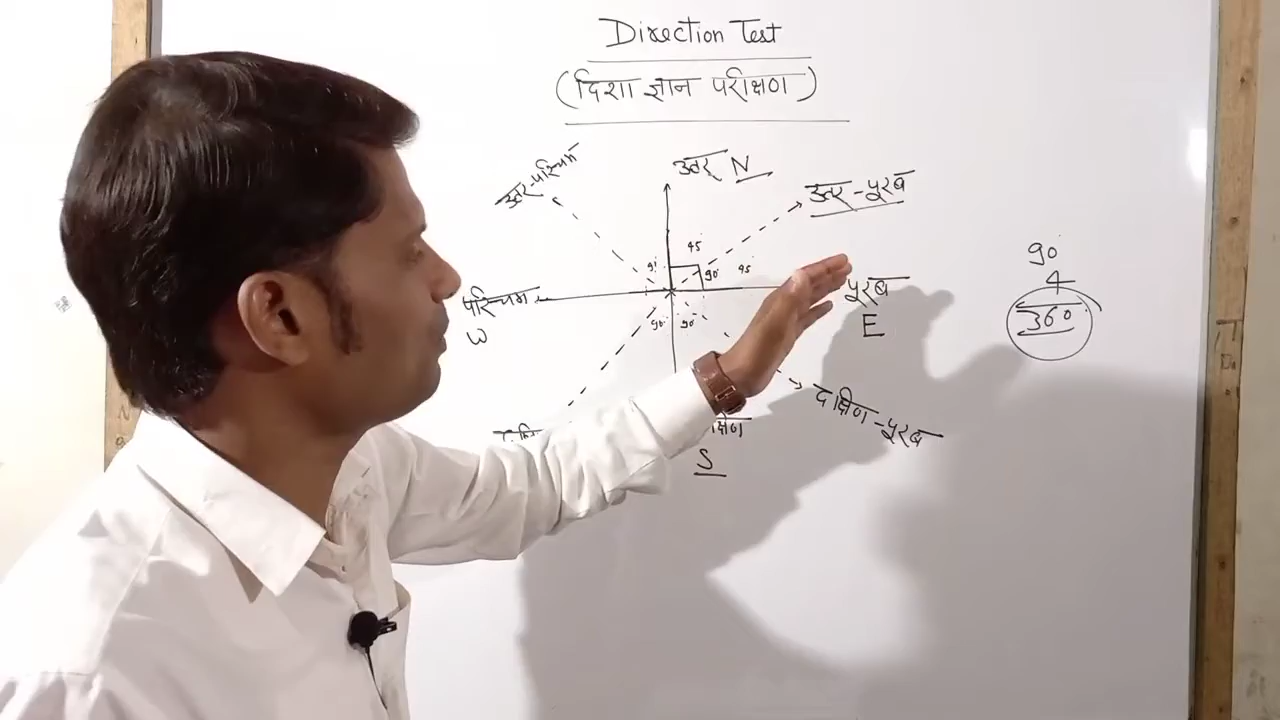 Direction Test
(दिशा ज्ञान परीक्षण)
उत्तर-पश्चिम
उत्तर N
उत्तर-पूरब
45
90° 45°
90° 90°
पश्चिम
W
पूरब
E
दक्षिण-पूरब
S
90°
4
360°